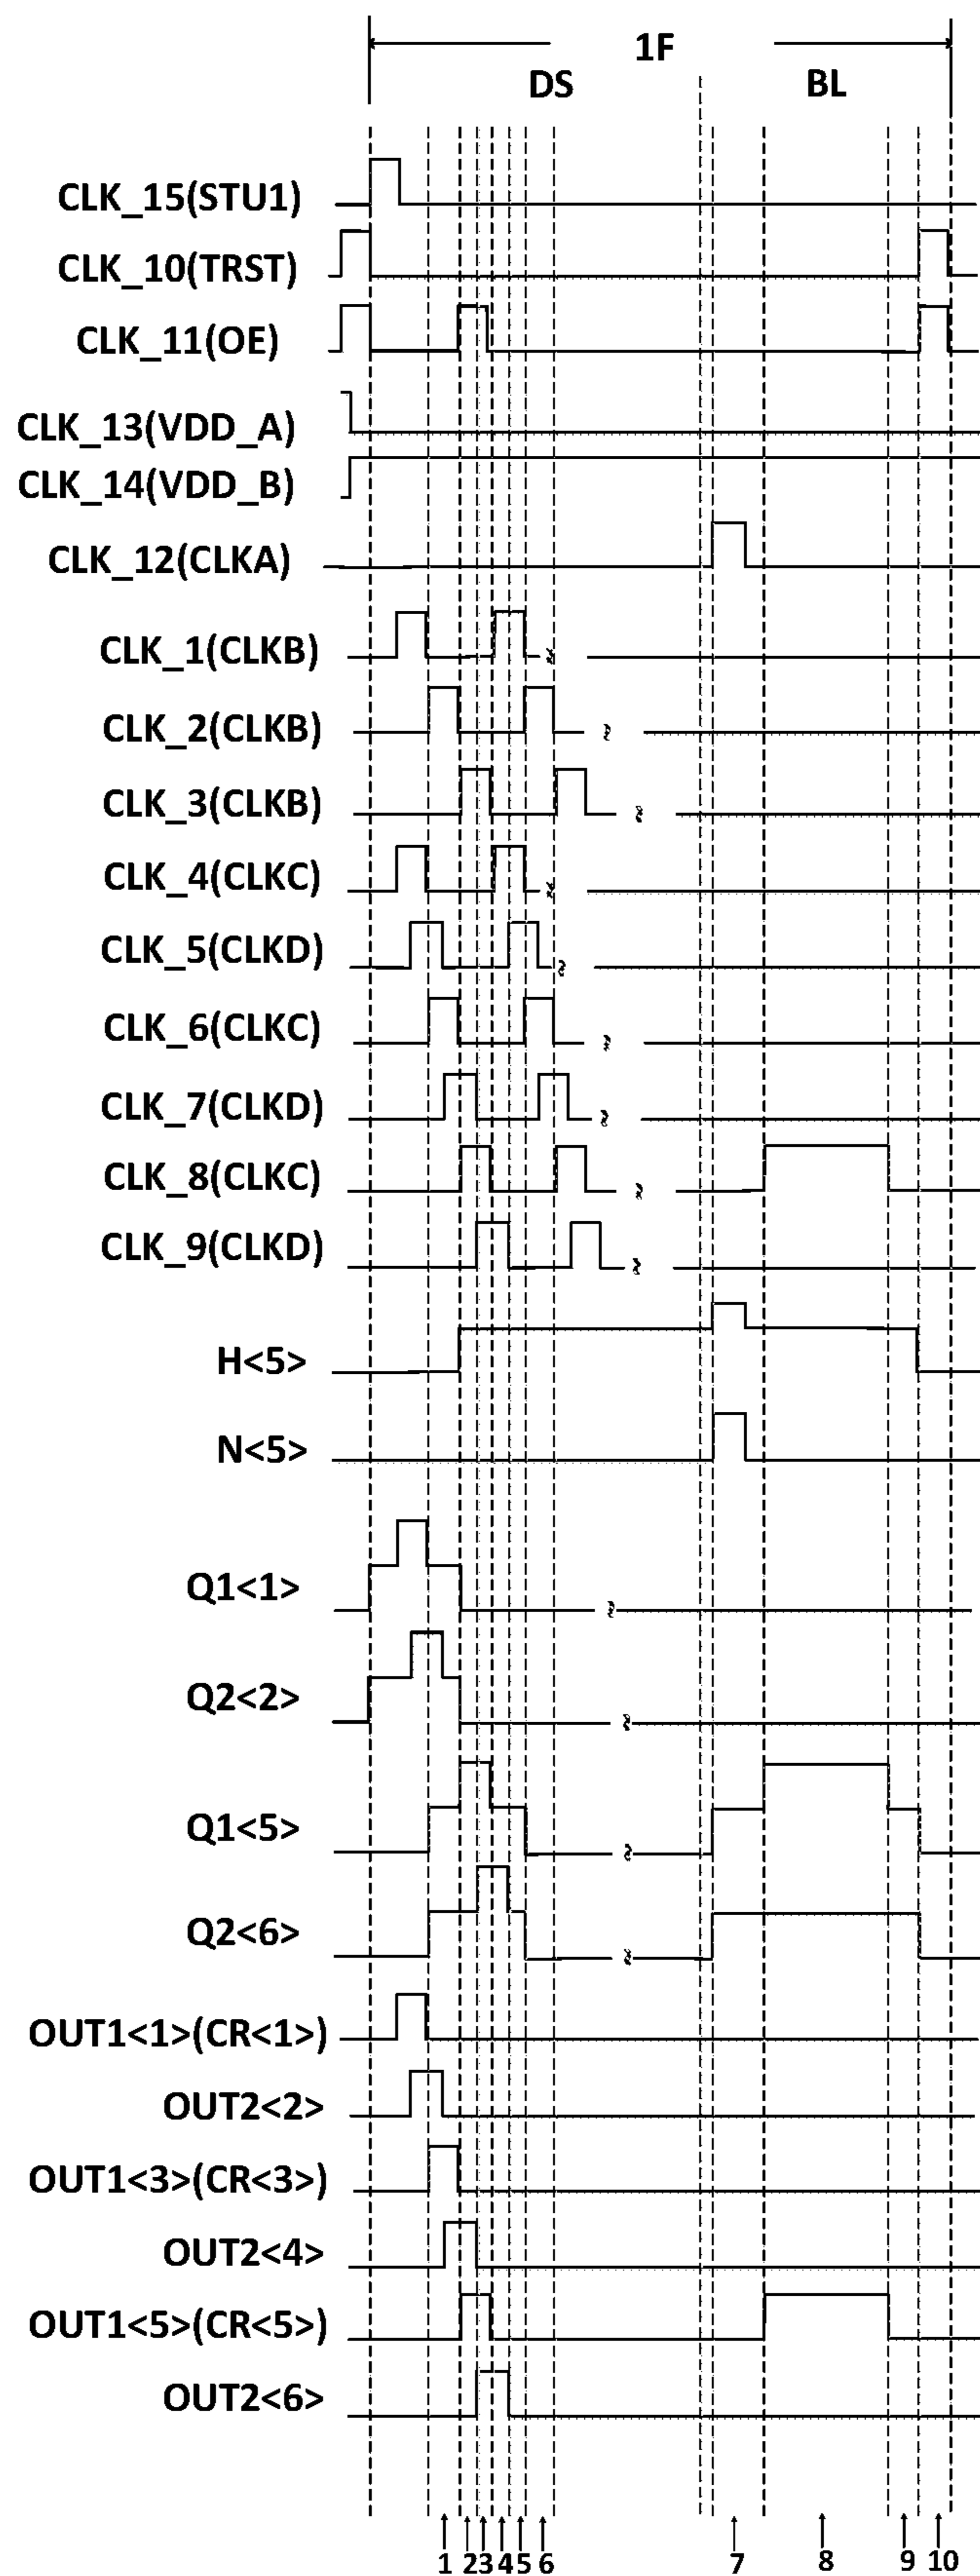 1F
DS BL
CLK_15(STU1)
CLK_10(TRST)
CLK_11(OE)
CLK_13(VDD_A)
CLK_14(VDD_B)
CLK_12(CLKA)
CLK_1(CLKB)
CLK_2(CLKB)
CLK_3(CLKB)
CLK_4(CLKC)
CLK_5(CLKD)
CLK_6(CLKC)
CLK_7(CLKD)
CLK_8(CLKC)
CLK_9(CLKD)
H<5>
N<5>
Q1<1>
Q2<2>
Q1<5>
Q2<6>
OUT1<1>(CR<1>)
OUT2<2>
OUT1<3>(CR<3>)
OUT2<4>
OUT1<5>(CR<5>)
OUT2<6>
1 2 3 4 5 6 7 8 9 10